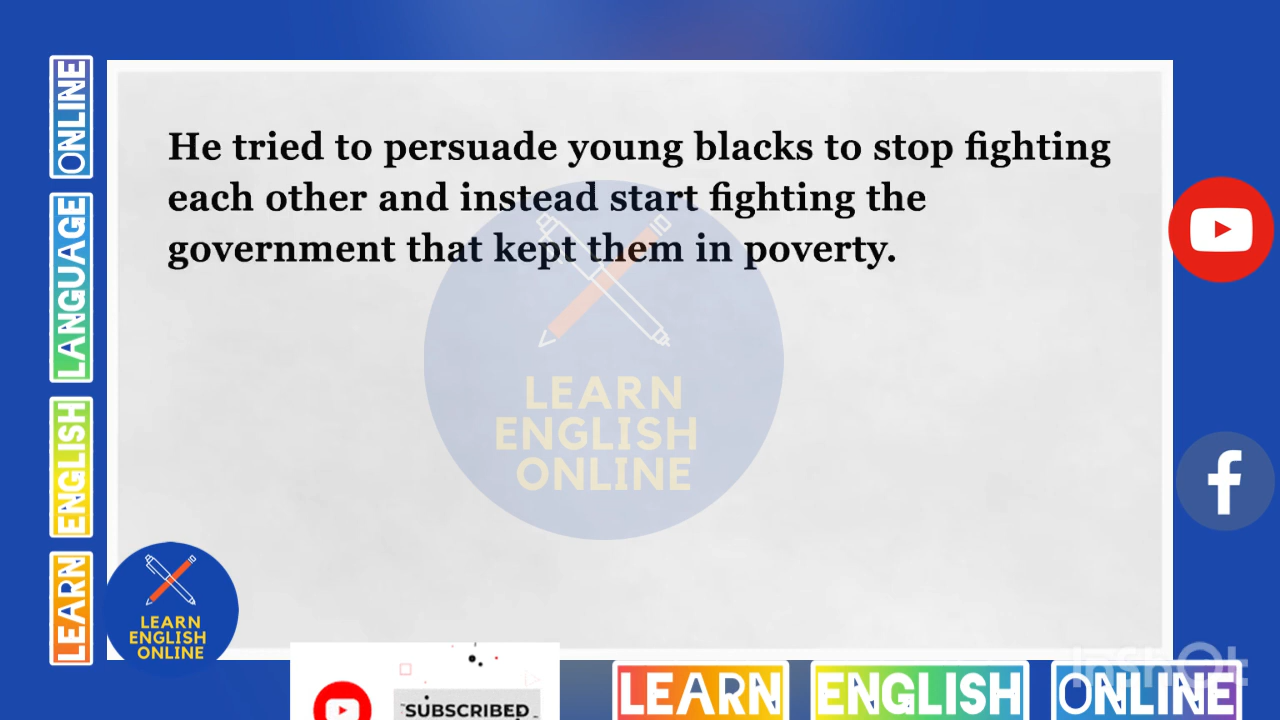 He tried to persuade young blacks to stop fighting
each other and instead start fighting the
government that kept them in poverty.
LEARN
ENGLISH
ONLINE
LEARN ENGLISH LANGUAGE ONLINE
LEARN
ENGLISH
ONLINE
SUBSCRIBED
LEARN ENGLISH ONLINE
InShOt